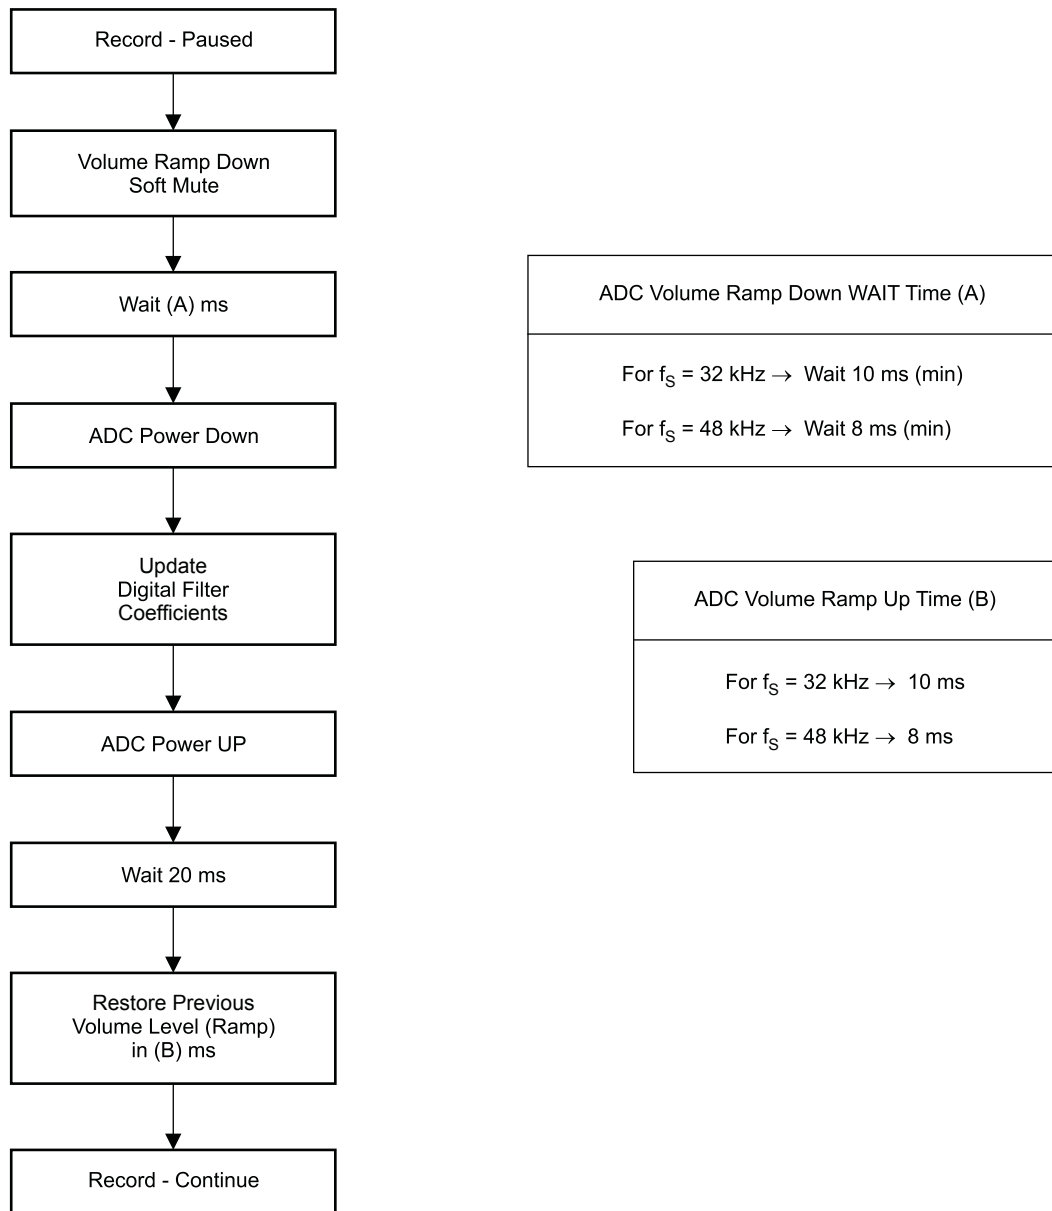 Record - Paused
Volume Ramp Down
Soft Mute
Wait (A) ms
ADC Power Down
Update
Digital Filter
Coefficients
ADC Power UP
Wait 20 ms
Restore Previous
Volume Level (Ramp)
in (B) ms
Record - Continue
ADC Volume Ramp Down WAIT Time (A)
For fS = 32 kHz → Wait 10 ms (min)
For fS = 48 kHz → Wait 8 ms (min)
ADC Volume Ramp Up Time (B)
For fS = 32 kHz → 10 ms
For fS = 48 kHz → 8 ms